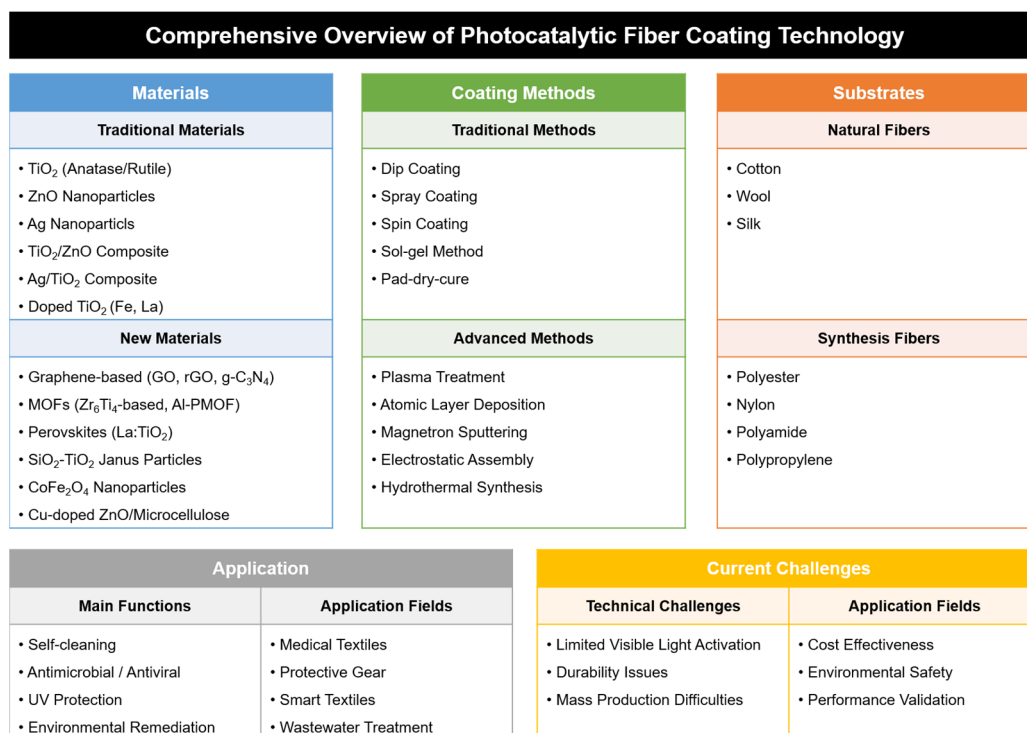 Comprehensive Overview of Photocatalytic Fiber Coating Technology
Materials
Traditional Materials
• TiO₂ (Anatase/Rutile)
• ZnO Nanoparticles
• Ag Nanoparticls
• TiO₂/ZnO Composite
• Ag/TiO₂ Composite
• Doped TiO₂ (Fe, La)
New Materials
• Graphene-based (GO, rGO, g-C₃N₄)
• MOFs (Zr₆Ti₄-based, Al-PMOF)
• Perovskites (La:TiO₂)
• SiO₂-TiO₂ Janus Particles
• CoFe₂O₄ Nanoparticles
• Cu-doped ZnO/Microcellulose
Coating Methods
Traditional Methods
• Dip Coating
• Spray Coating
• Spin Coating
• Sol-gel Method
• Pad-dry-cure
Advanced Methods
• Plasma Treatment
• Atomic Layer Deposition
• Magnetron Sputtering
• Electrostatic Assembly
• Hydrothermal Synthesis
Substrates
Natural Fibers
• Cotton
• Wool
• Silk
Synthesis Fibers
• Polyester
• Nylon
• Polyamide
• Polypropylene
Application
Main Functions
• Self-cleaning
• Antimicrobial / Antiviral
• UV Protection
• Environmental Remediation
Application Fields
• Medical Textiles
• Protective Gear
• Smart Textiles
• Wastewater Treatment
Current Challenges
Technical Challenges
• Limited Visible Light Activation
• Durability Issues
• Mass Production Difficulties
Application Fields
• Cost Effectiveness
• Environmental Safety
• Performance Validation